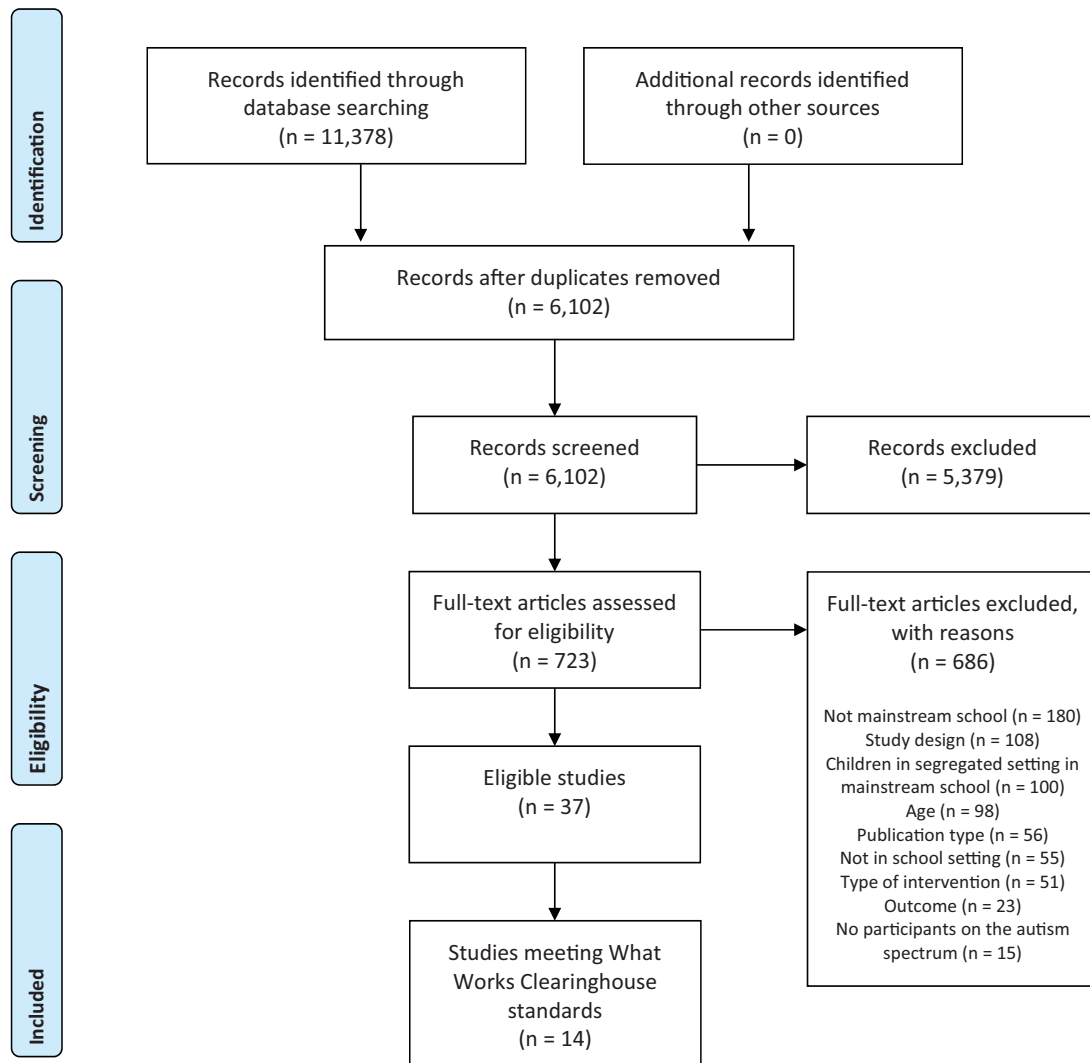 Identification
Records identified through
database searching
(n = 11,378)
Additional records identified
through other sources
(n = 0)
Records after duplicates removed
(n = 6,102)
Screening
Records screened
(n = 6,102)
Records excluded
(n = 5,379)
Eligibility
Full-text articles assessed
for eligibility
(n = 723)
Full-text articles excluded,
with reasons
(n = 686)
Not mainstream school (n = 180)
Study design (n = 108)
Children in segregated setting in
mainstream school (n = 100)
Age (n = 98)
Publication type (n = 56)
Not in school setting (n = 55)
Type of intervention (n = 51)
Outcome (n = 23)
No participants on the autism
spectrum (n = 15)
Eligible studies
(n = 37)
Included
Studies meeting What
Works Clearinghouse
standards
(n = 14)